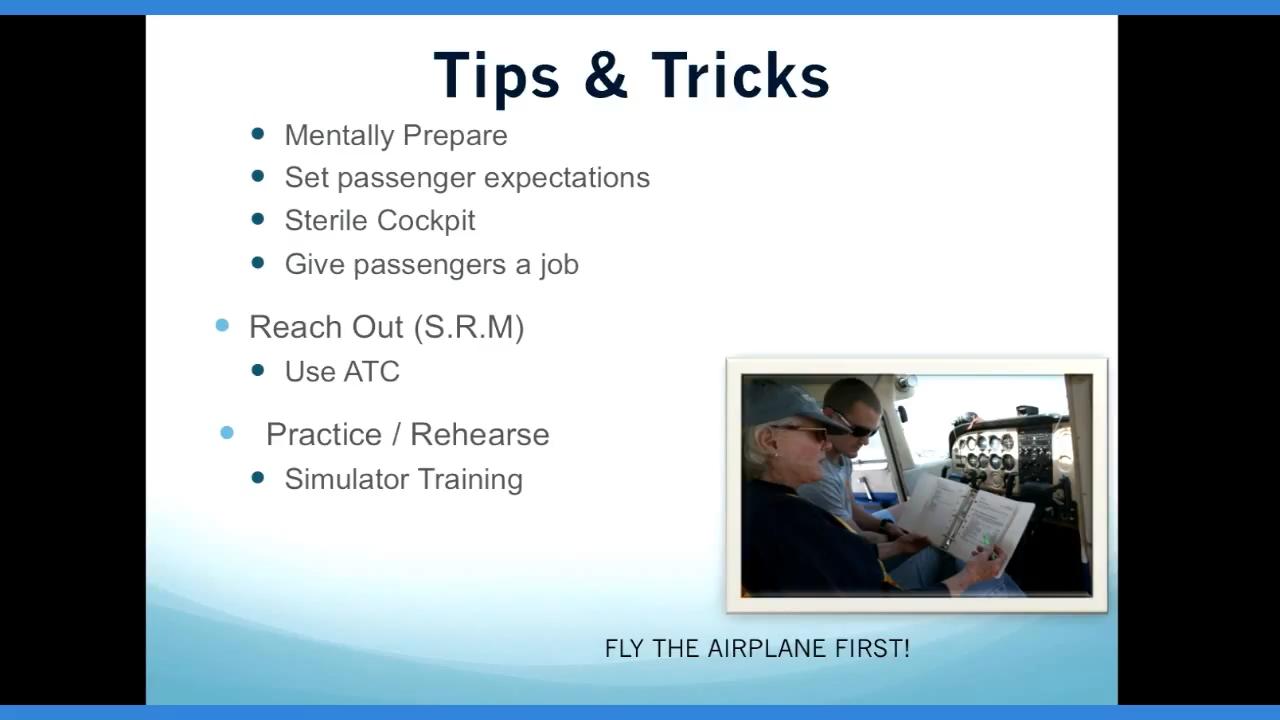 Tips & Tricks
Mentally Prepare
Set passenger expectations
Sterile Cockpit
Give passengers a job
Reach Out (S.R.M)
Use ATC
Practice / Rehearse
Simulator Training
FLY THE AIRPLANE FIRST!